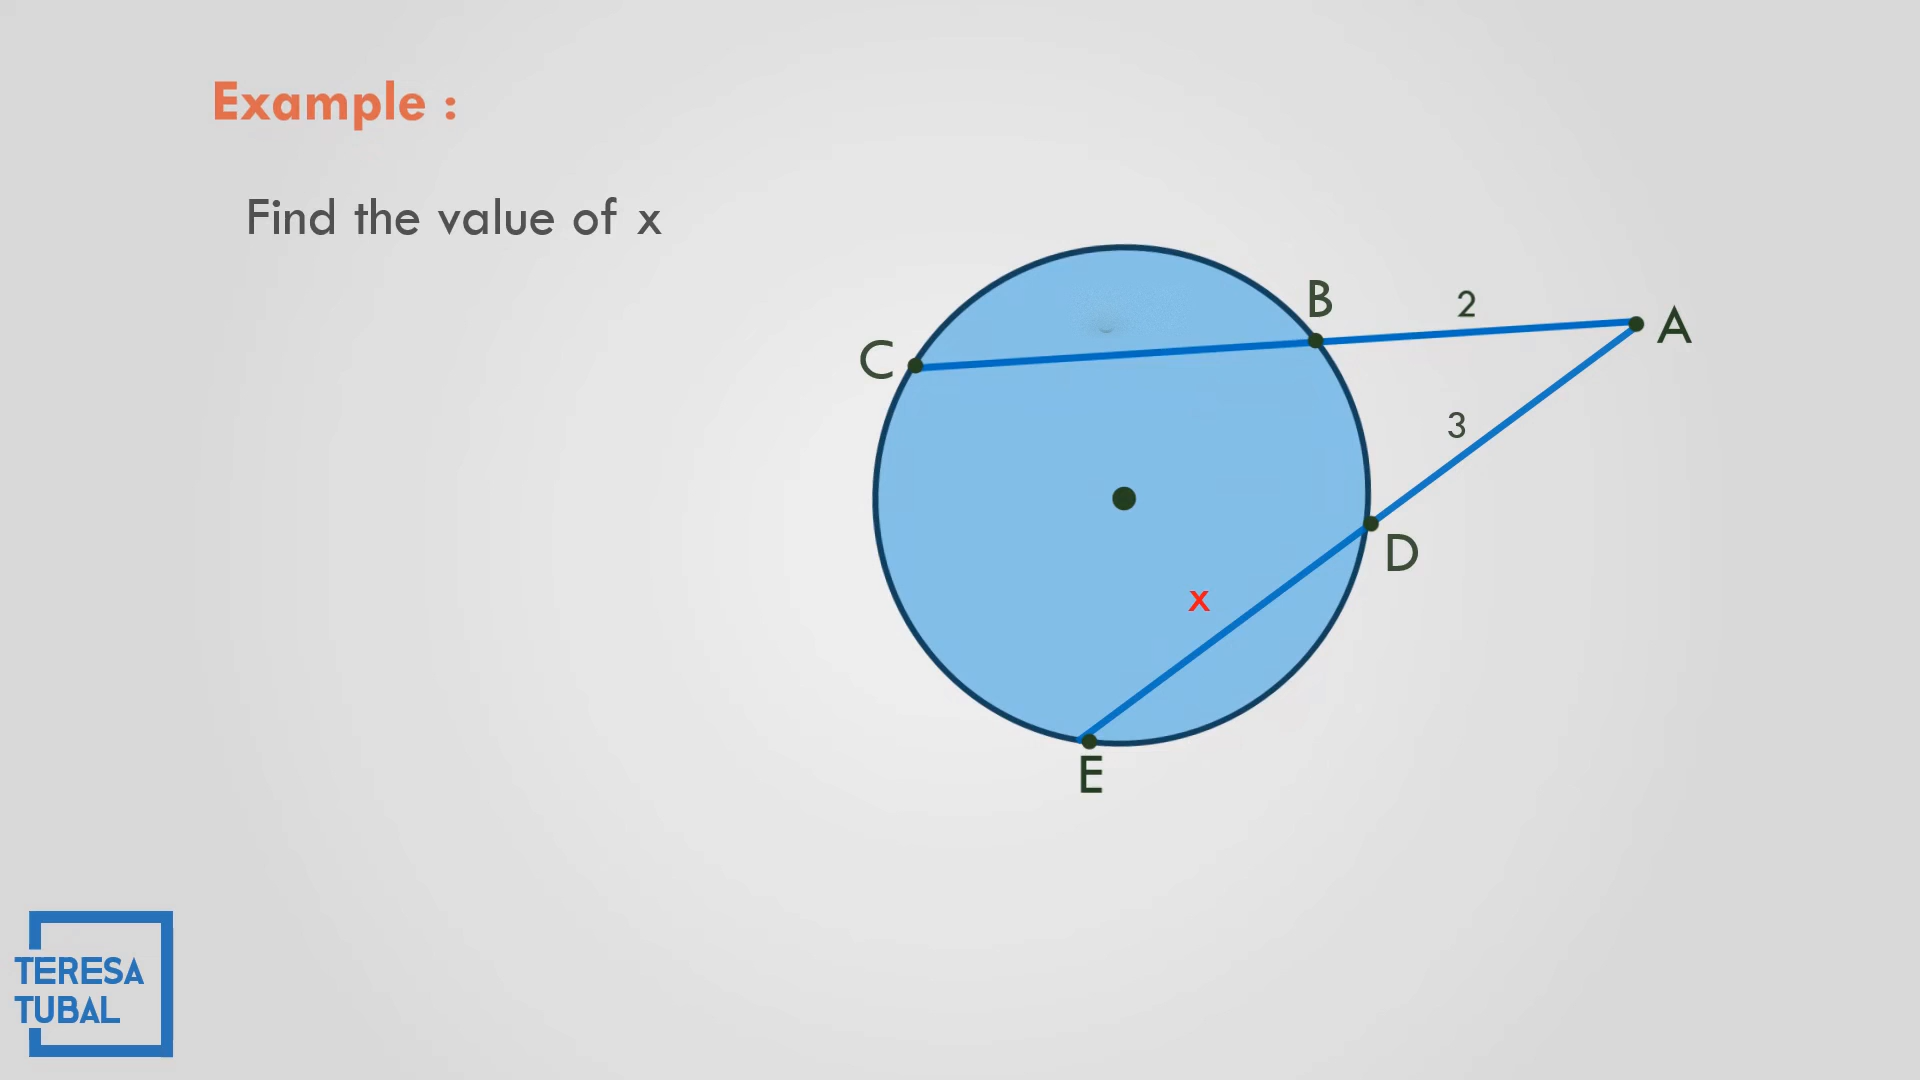 Example :
Find the value of x
B
2
A
C
3
D
x
E
TERESA
TUBAL